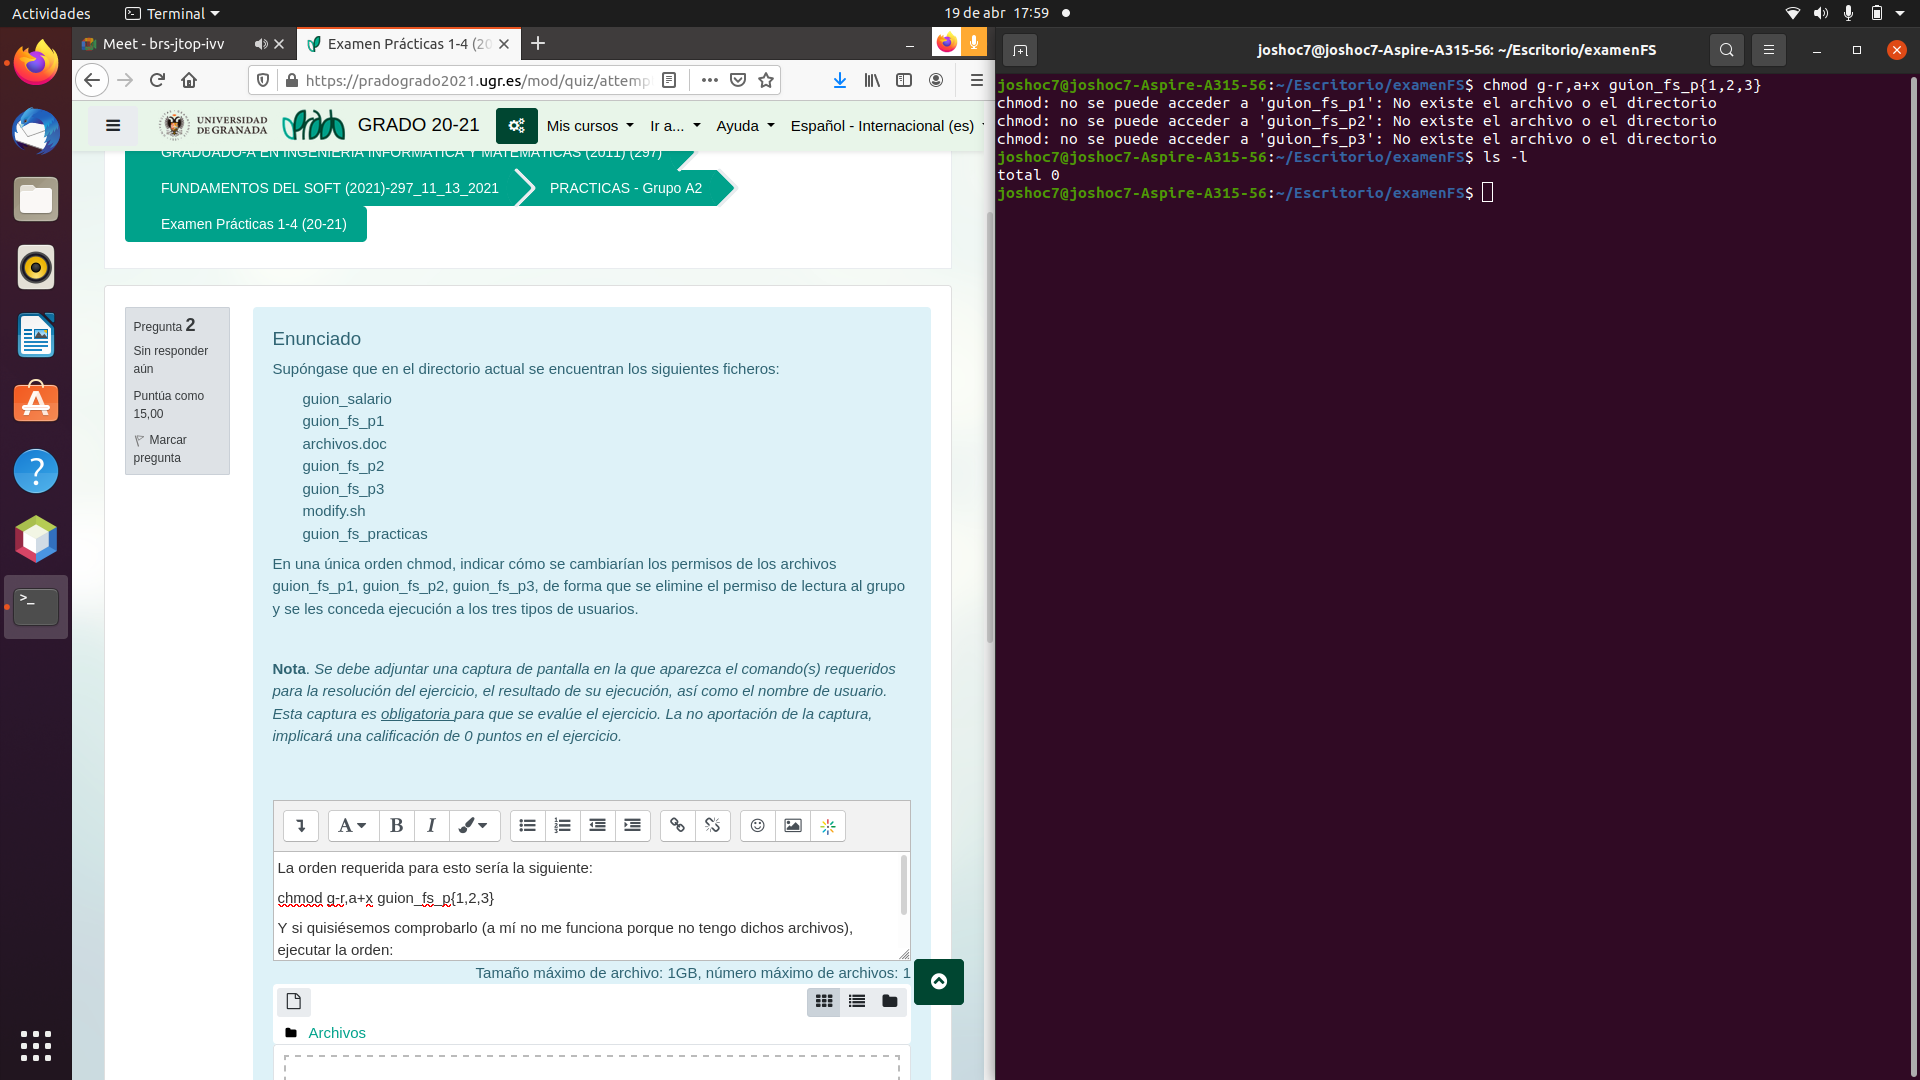 Actividades
Terminal
19 de abr 17:59
Meet - brs-jtop-ivv
Examen Prácticas 1-4 (20
https://pradogrado2021.ugr.es/mod/quiz/attemp
UNIVERSIDAD
DE GRANADA
Prado
GRADO 20-21
Mis cursos
Ir a...
Ayuda
Español - Internacional (es)
GRADUADO-A EN INGENIERÍA INFORMÁTICA Y MATEMÁTICAS (2011) (297)
FUNDAMENTOS DEL SOFT (2021)-297_11_13_2021
PRACTICAS - Grupo A2
Examen Prácticas 1-4 (20-21)
Pregunta 2
Sin responder
aún
Puntúa como
15,00
Marcar
pregunta
Enunciado
Supóngase que en el directorio actual se encuentran los siguientes ficheros:
guion_salario
guion_fs_p1
archivos.doc
guion_fs_p2
guion_fs_p3
modify.sh
guion_fs_practicas
En una única orden chmod, indicar cómo se cambiarían los permisos de los archivos
guion_fs_p1, guion_fs_p2, guion_fs_p3, de forma que se elimine el permiso de lectura al grupo
y se les conceda ejecución a los tres tipos de usuarios.
Nota. Se debe adjuntar una captura de pantalla en la que aparezca el comando(s) requeridos
para la resolución del ejercicio, el resultado de su ejecución, así como el nombre de usuario.
Esta captura es obligatoria para que se evalúe el ejercicio. La no aportación de la captura,
implicará una calificación de 0 puntos en el ejercicio.
La orden requerida para esto sería la siguiente:
chmod g-r,a+x guion_fs_p{1,2,3}
Y si quisiésemos comprobarlo (a mí no me funciona porque no tengo dichos archivos),
ejecutar la orden:
Tamaño máximo de archivo: 1GB, número máximo de archivos: 1
Archivos
joshoc7@joshoc7-Aspire-A315-56: ~/Escritorio/examenFS
joshoc7@joshoc7-Aspire-A315-56:~/Escritorio/examenFS$ chmod g-r,a+x guion_fs_p{1,2,3}
chmod: no se puede acceder a 'guion_fs_p1': No existe el archivo o el directorio
chmod: no se puede acceder a 'guion_fs_p2': No existe el archivo o el directorio
chmod: no se puede acceder a 'guion_fs_p3': No existe el archivo o el directorio
joshoc7@joshoc7-Aspire-A315-56:~/Escritorio/examenFS$ ls -l
total 0
joshoc7@joshoc7-Aspire-A315-56:~/Escritorio/examenFS$